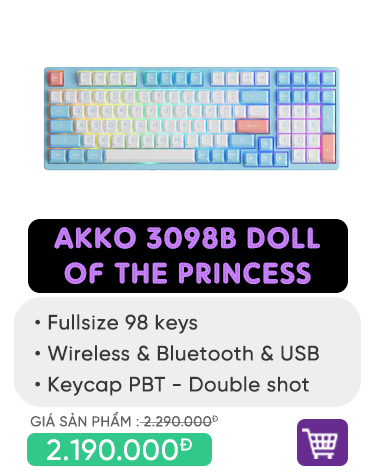 AKKO 3098B DOLL
OF THE PRINCESS
• Fullsize 98 keys
• Wireless & Bluetooth & USB
• Keycap PBT - Double shot
GIÁ SẢN PHẨM : 2.290.000Đ
2.190.000Đ